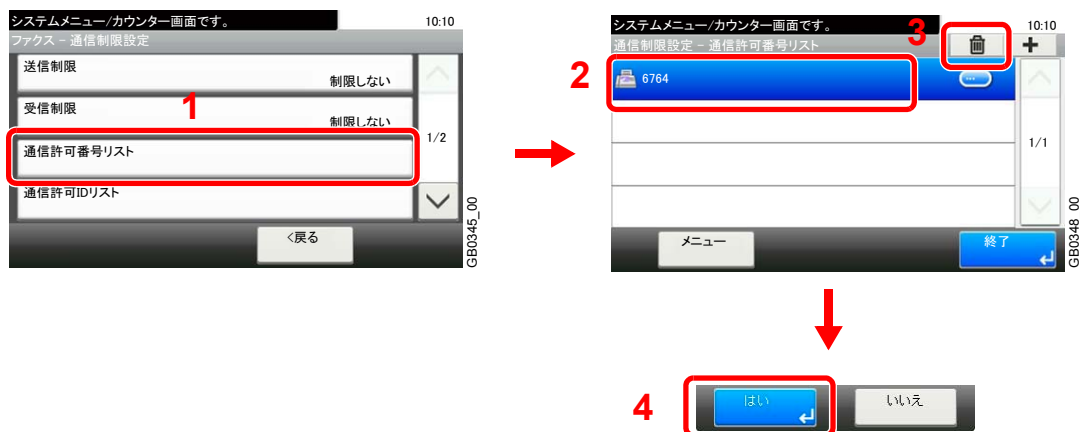 システムメニュー/カウンター画面です。 10:10
ファクス - 通信制限設定
送信制限
制限しない
1
受信制限
制限しない
通信許可番号リスト
1/2
通信許可IDリスト
<戻る
GB0345_00
システムメニュー/カウンター画面です。 10:10
通信制限設定 - 通信許可番号リスト
3
2
6764
1/1
メニュー
終了
GB0348_00
4
はい
いいえ